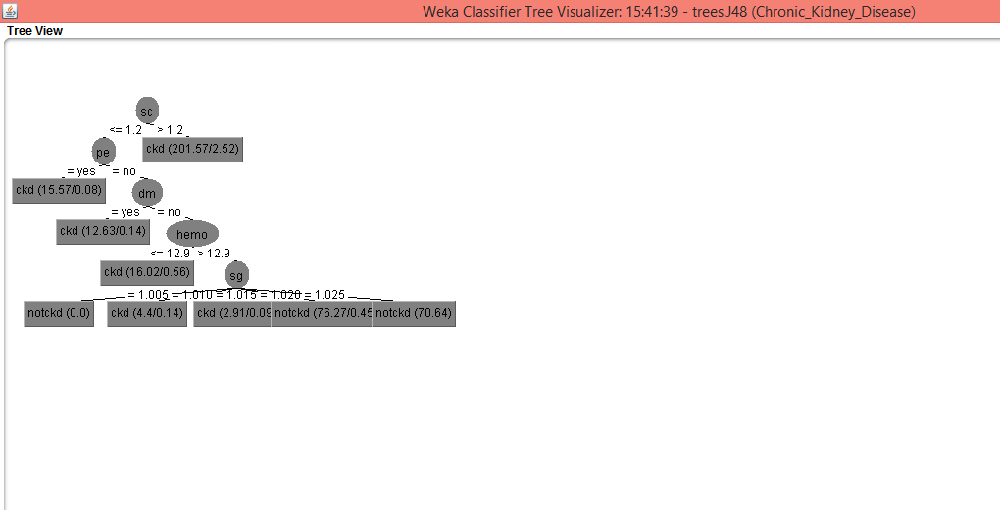 Weka Classifier Tree Visualizer: 15:41:39 - trees.J48 (Chronic_Kidney_Disease)
Tree View
sc
<= 1.2 > 1.2
pe ckd (201.57/2.52)
= yes = no
ckd (15.57/0.08) dm
= yes = no
ckd (12.63/0.14) hemo
<= 12.9 > 12.9
ckd (16.02/0.56) sg
= 1.005 = 1.010 = 1.015 = 1.020 = 1.025
notckd (0.0) ckd (4.4/0.14) ckd (2.91/0.09 notckd (76.27/0.45 notckd (70.64)